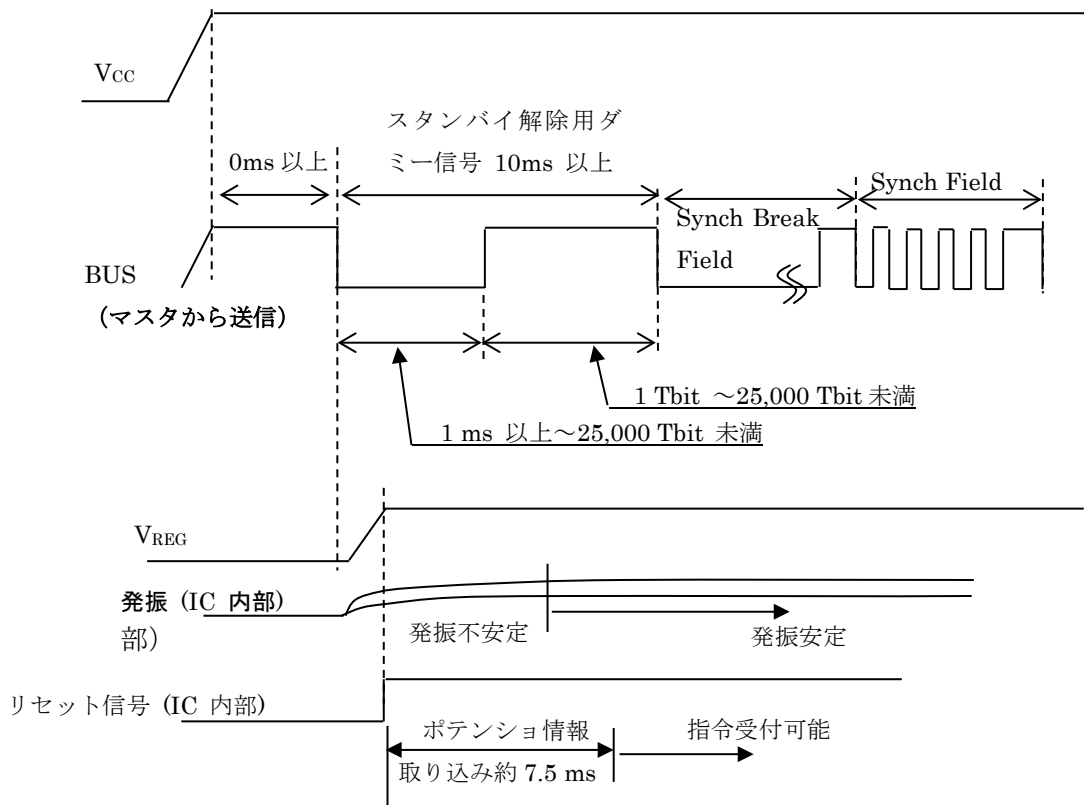 VCC
スタンバイ解除用ダ
ミー信号 10ms 以上
0ms 以上
Synch Field
Synch Break
Field
BUS
(マスタから送信)
1 Tbit ～25,000 Tbit 未満
1 ms 以上～25,000 Tbit 未満
VREG
発振 (IC 内部)
部)
発振不安定
発振安定
リセット信号 (IC 内部)
ポテンショ情報
取り込み約 7.5 ms
指令受付可能